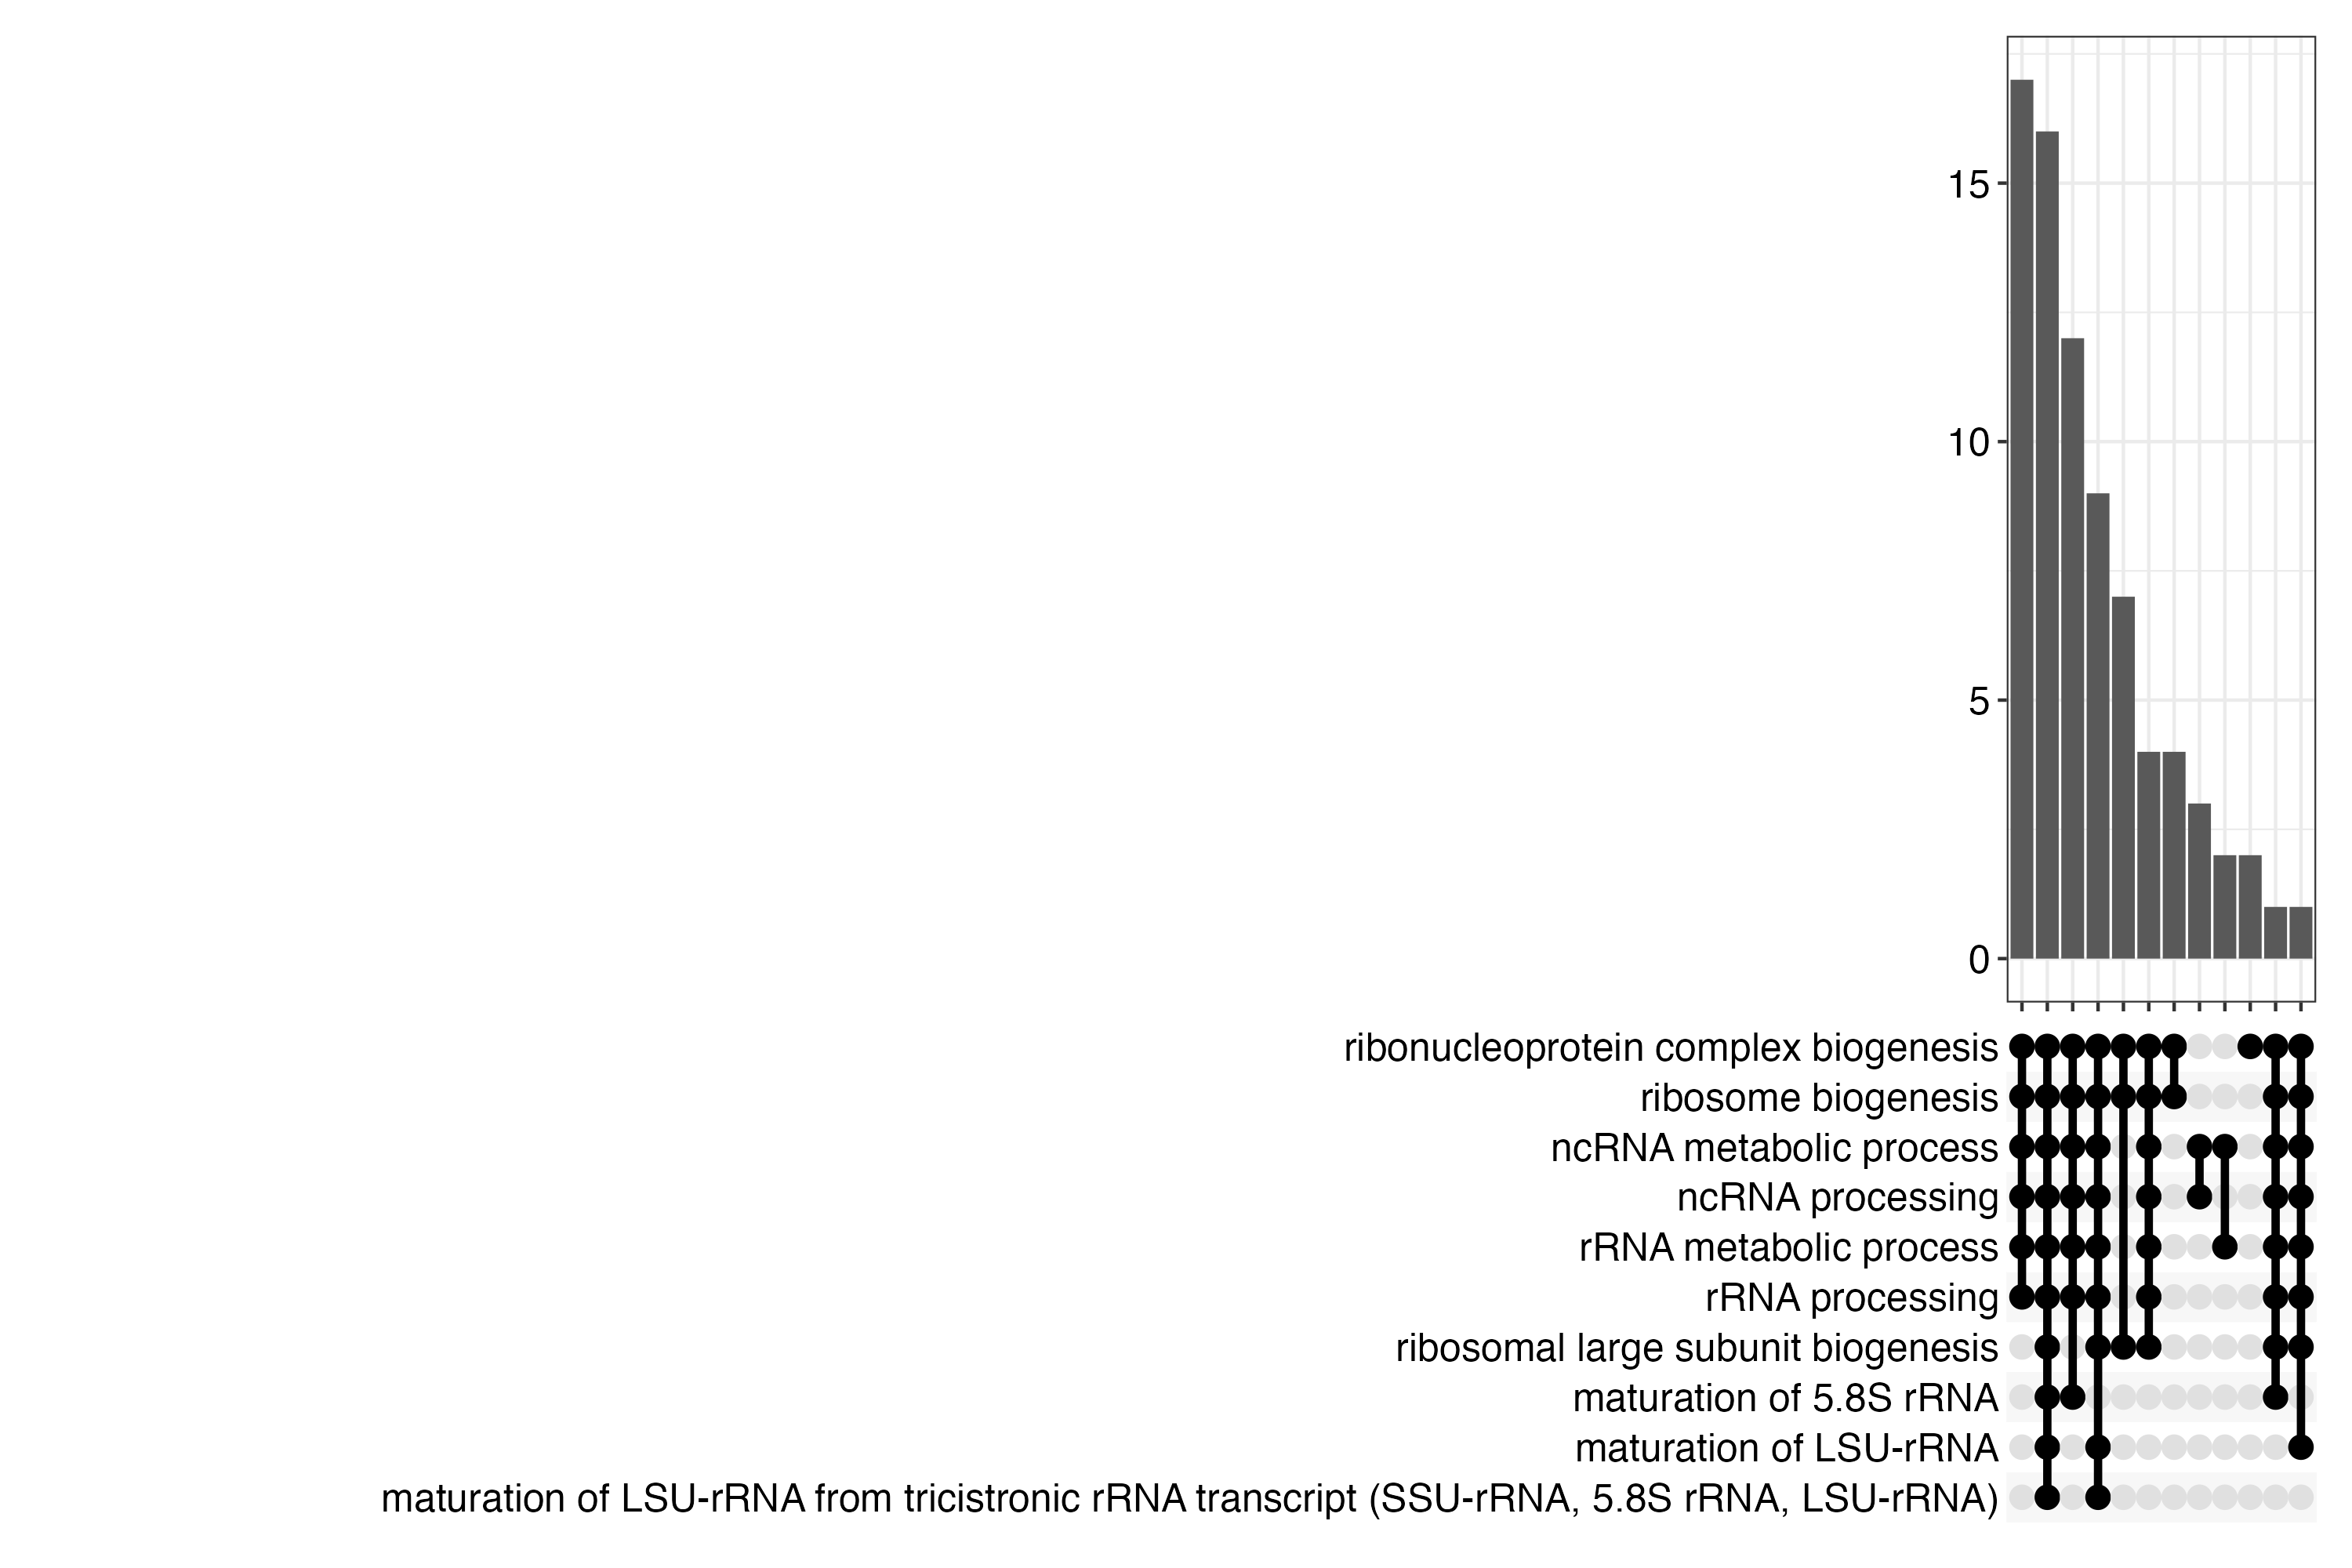 15
10
5
0
ribonucleoprotein complex biogenesis
ribosome biogenesis
ncRNA metabolic process
ncRNA processing
rRNA metabolic process
rRNA processing
ribosomal large subunit biogenesis
maturation of 5.8S rRNA
maturation of LSU-rRNA
maturation of LSU-rRNA from tricistronic rRNA transcript (SSU-rRNA, 5.8S rRNA, LSU-rRNA)